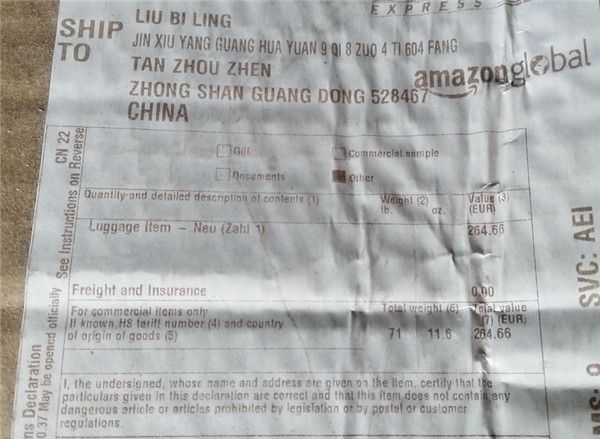 EXPRESS
SHIP TO
LIU BI LING
JIN XIU YANG GUANG HUA YUAN 9 QI 8 ZUO 4 TI 604 FANG
TAN ZHOU ZHEN
ZHONG SHAN GUANG DONG 528467
CHINA
amazonglobal
CN 22
See Instructions on Reverse
Gift
Commercial sample
Documents
Other
Quantity and detailed description of contents (1)
Weight (2)
lb. oz.
Value (3)
(EUR)
Luggage Item - Neu (Zahl 1)
264.66
Freight and Insurance
0.00
For commercial items only
If known, HS tariff number (4) and country
of origin of goods (5)
Total weight (6)
71 11.6
Total value
(7) (EUR)
264.66
I, the undersigned, whose name and address are given on the item, certify that the
particulars given in this declaration are correct and that this item does not contain any
dangerous article or articles prohibited by legislation or by postal or customer
regulations.
ms Declaration
0.37 May be opened officially
SVC: AEI